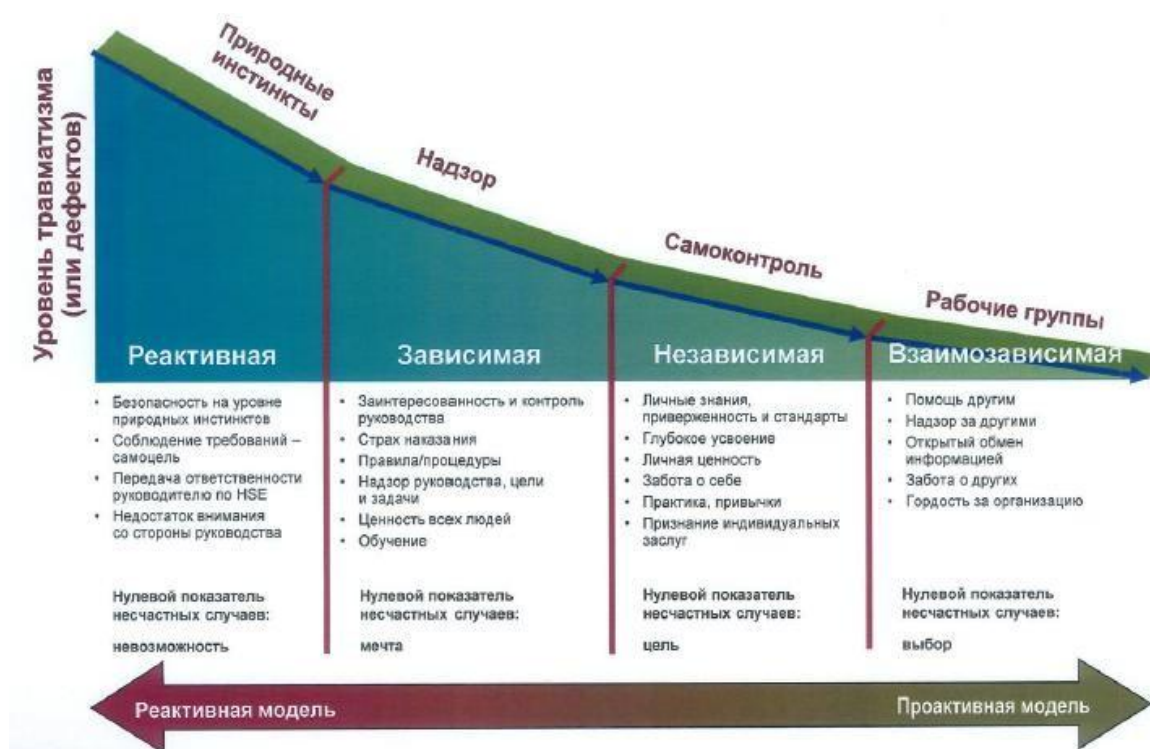 Уровень травматизма
(или дефектов)
Природные
инстинкты
Надзор
Самоконтроль
Рабочие группы
Реактивная
Зависимая
Независимая
Взаимозависимая
• Безопасность на уровне
природных инстинктов
• Соблюдение требований –
самоцель
• Передача ответственности
руководителю по HSE
• Недостаток внимания
со стороны руководства
• Заинтересованность и контроль
руководства
• Страх наказания
• Правила/процедуры
• Надзор руководства, цели
и задачи
• Ценность всех людей
• Обучение
• Личные знания,
приверженность и стандарты
• Глубокое усвоение
• Личная ценность
• Забота о себе
• Практика, привычки
• Признание индивидуальных
заслуг
• Помощь другим
• Надзор за другими
• Открытый обмен
информацией
• Забота о других
• Гордость за организацию
Нулевой показатель
несчастных случаев:
невозможность
Нулевой показатель
несчастных случаев:
мечта
Нулевой показатель
несчастных случаев:
цель
Нулевой показатель
несчастных случаев:
выбор
Реактивная модель
Проактивная модель